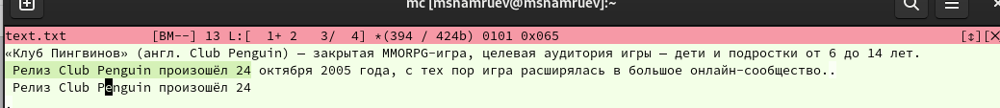 mc [mshamruev@mshamruev]:~
text.txt [BM--] 13 L:[ 1+ 2 3/ 4] *(394 / 424b) 0101 0x065 [↕][X
«Клуб Пингвинов» (англ. Club Penguin) — закрытая MMORPG-игра, целевая аудитория игры — дети и подростки от 6 до 14 лет.
Релиз Club Penguin произошёл 24 октября 2005 года, с тех пор игра расширялась в большое онлайн-сообщество..
Релиз Club Penguin произошёл 24